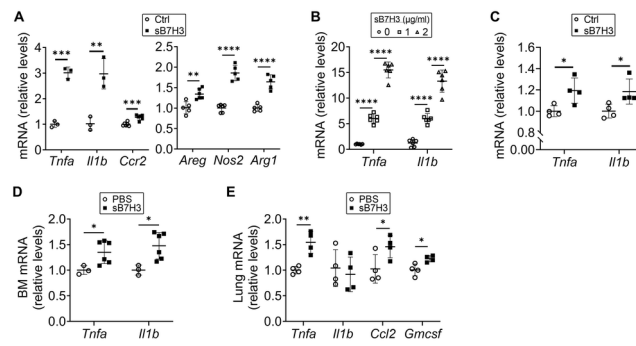 A
Ctrl
sB7H3
mRNA (relative levels)
5
4
3
2
1
0
***
**
***
Tnfa Il1b Ccr2
2.5
2.0
1.5
1.0
0.5
0.0
**
****
****
Areg Nos2 Arg1
B
sB7H3 (µg/ml)
0 1 2
mRNA (relative levels)
20
15
10
5
0
****
****
****
****
Tnfa Il1b
C
Ctrl
sB7H3
mRNA (relative levels)
1.6
1.4
1.2
1.0
0
*
*
Tnfa Il1b
D
PBS
sB7H3
BM mRNA
(relative levels)
2.0
1.5
1.0
0.5
0.0
*
*
Tnfa Il1b
E
PBS
sB7H3
Lung mRNA
(relative levels)
2.0
1.5
1.0
0.5
0.0
**
*
*
Tnfa Il1b Ccl2 Gmcsf